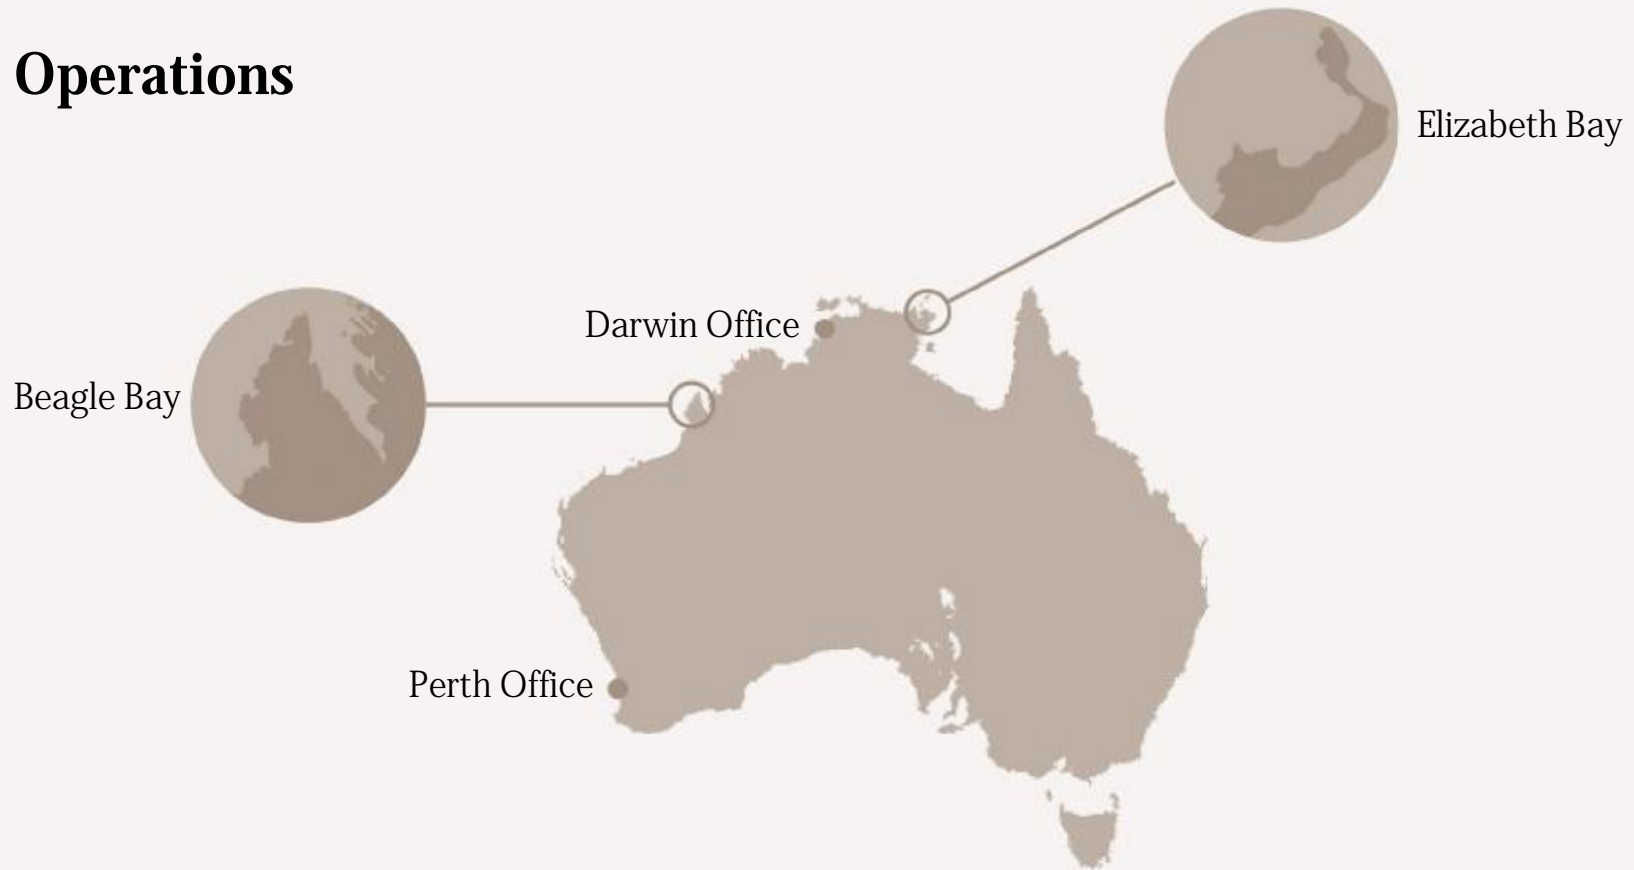 Operations
Elizabeth Bay
Darwin Office
Beagle Bay
Perth Office